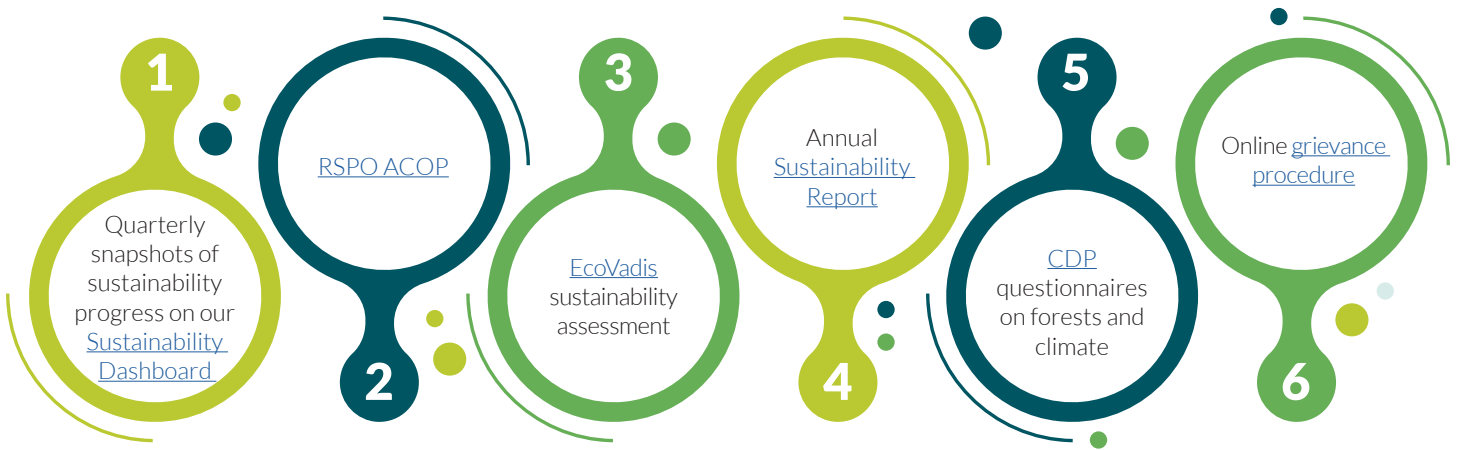 1
Quarterly
snapshots of
sustainability
progress on our
Sustainability
Dashboard
RSPO ACOP
2
3
EcoVadis
sustainability
assessment
Annual
Sustainability
Report
4
5
CDP
questionnaires
on forests and
climate
Online grievance
procedure
6